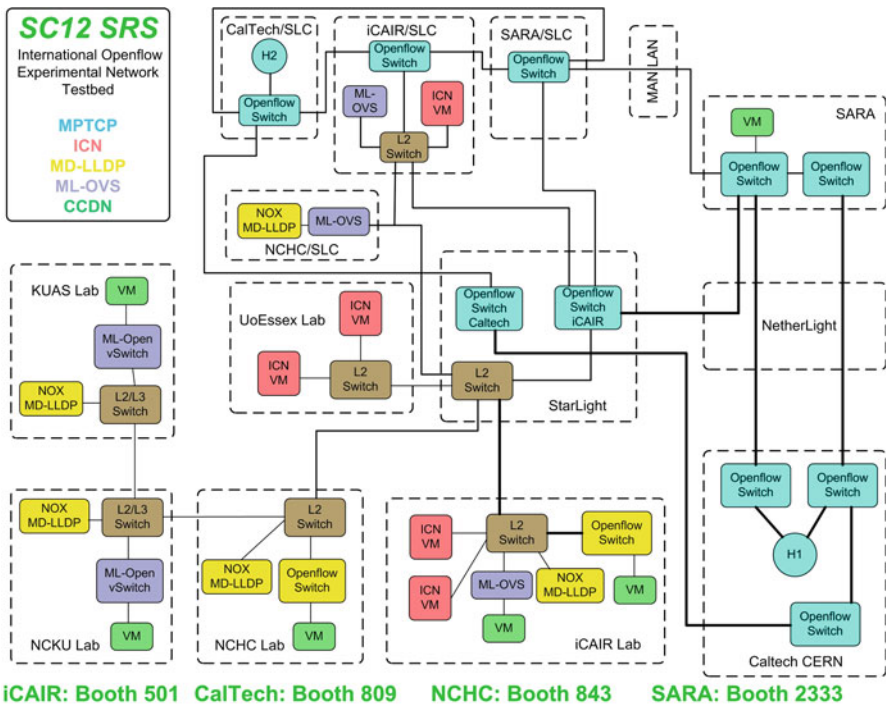 SC12 SRS
International Openflow
Experimental Network
Testbed
MPTCP
ICN
MD-LLDP
ML-OVS
CCDN
CalTech/SLC
H2
Openflow
Switch
iCAIR/SLC
Openflow
Switch
ML-
OVS
ICN
VM
L2
Switch
SARA/SLC
Openflow
Switch
MAN LAN
SARA
VM
Openflow
Switch
Openflow
Switch
NOX
MD-LLDP
ML-OVS
NCHC/SLC
KUAS Lab
VM
ML-Open
vSwitch
NOX
MD-LLDP
L2/L3
Switch
UoEssex Lab
ICN
VM
ICN
VM
L2
Switch
Openflow
Switch
Caltech
Openflow
Switch
iCAIR
L2
Switch
StarLight
NetherLight
NOX
MD-LLDP
L2/L3
Switch
ML-Open
vSwitch
VM
NCKU Lab
L2
Switch
NOX
MD-LLDP
Openflow
Switch
VM
NCHC Lab
ICN
VM
ICN
VM
L2
Switch
Openflow
Switch
ML-OVS
NOX
MD-LLDP
VM
VM
iCAIR Lab
Openflow
Switch
Openflow
Switch
H1
Openflow
Switch
Caltech CERN
iCAIR: Booth 501 CalTech: Booth 809 NCHC: Booth 843 SARA: Booth 2333